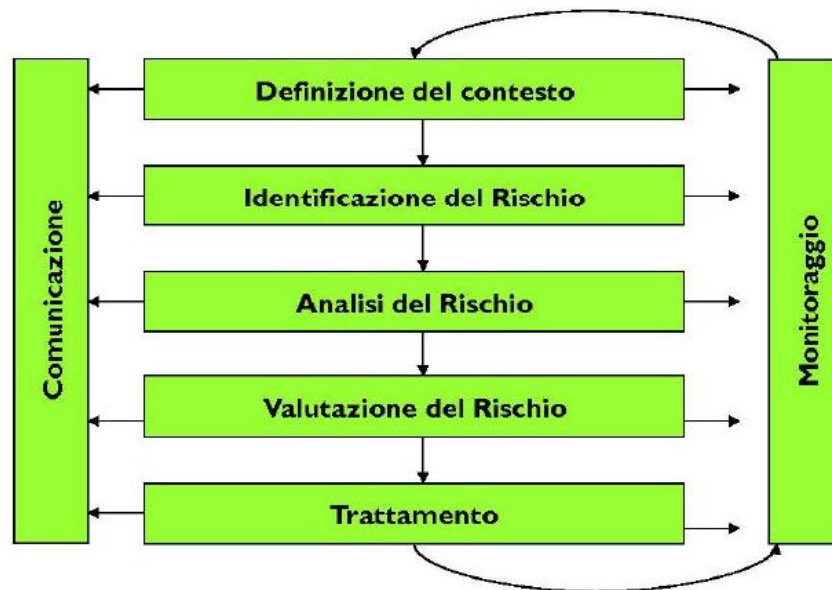 Definizione del contesto
Identificazione del Rischio
Analisi del Rischio
Valutazione del Rischio
Trattamento
Comunicazione
Monitoraggio